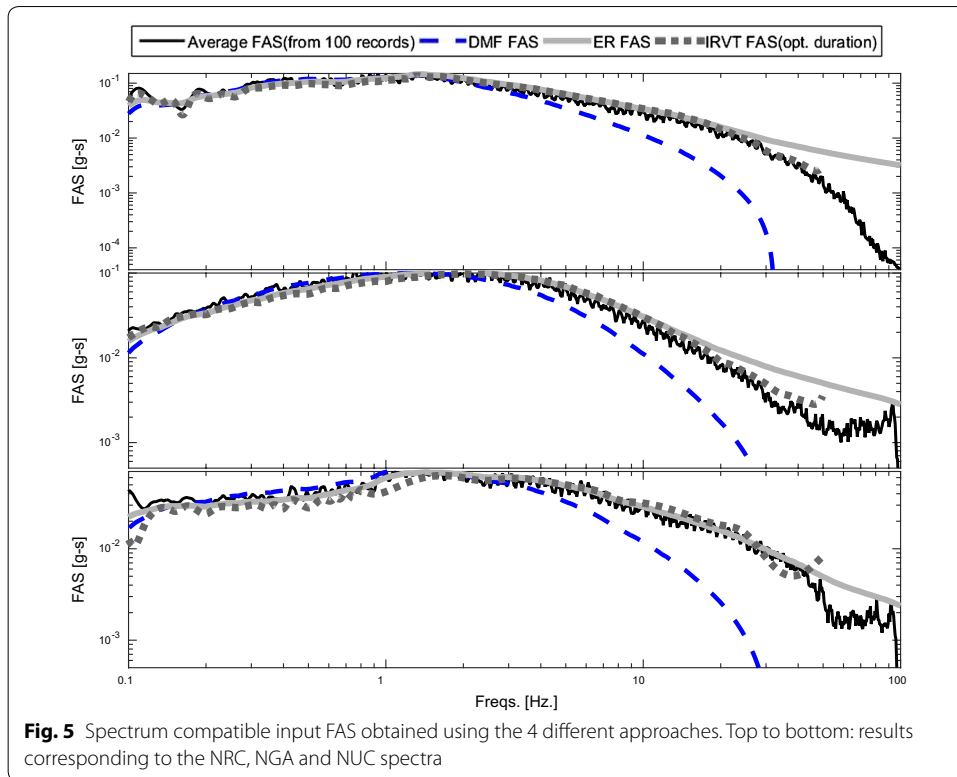 Average FAS(from 100 records) DMF FAS ER FAS IRVT FAS(opt. duration)
10-1
10-2
10-3
10-4
FAS [g-s]
10-1
10-2
10-3
FAS [g-s]
10-2
10-3
FAS [g-s]
0.1 1 10 100
Freqs. [Hz.]
Fig. 5 Spectrum compatible input FAS obtained using the 4 different approaches. Top to bottom: results
corresponding to the NRC, NGA and NUC spectra